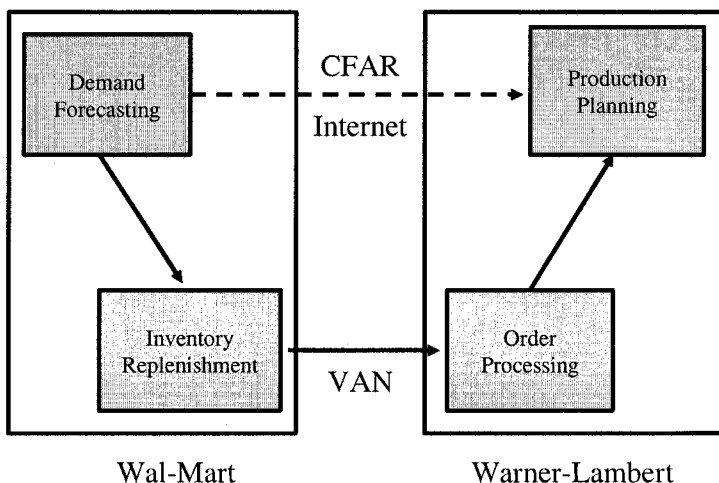 Demand
Forecasting
CFAR
Internet
Production
Planning
Inventory
Replenishment
VAN
Order
Processing
Wal-Mart
Warner-Lambert